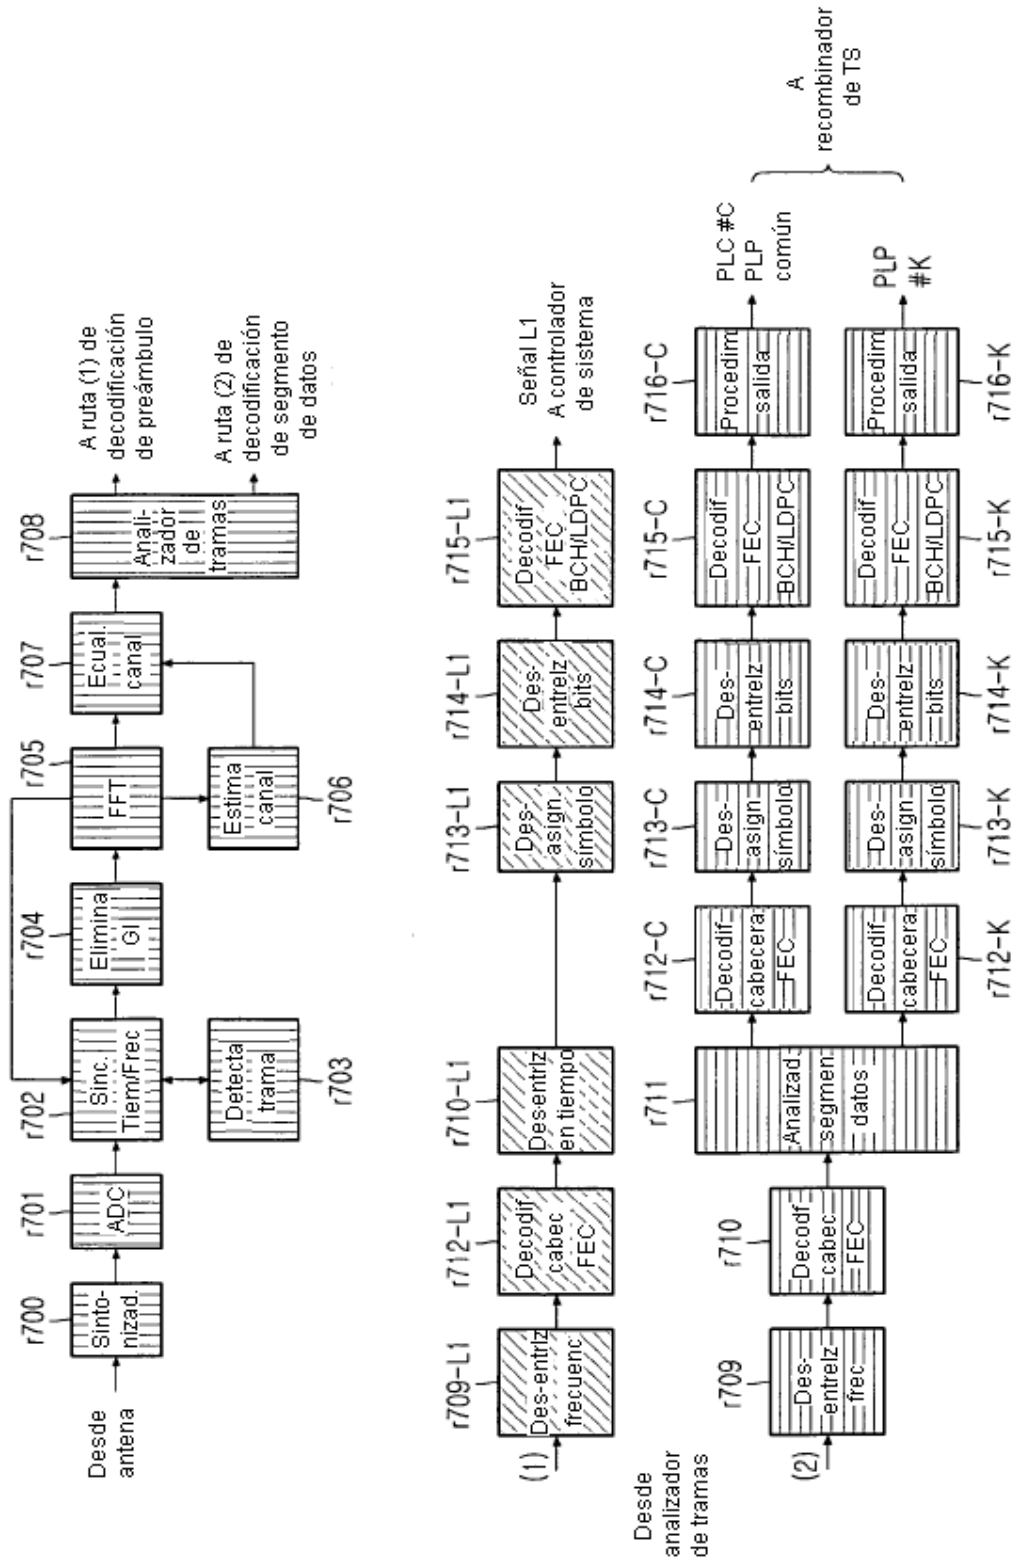 r700
r701
r702
r704
r705
r707
r708
Desde
antena
Sinto-
nizad.
ADC
Sinc.
Tiem/Frec
Elimina
GI
FFT
Ecual.
canal
Anali-
zador
de
tramas
A ruta (1) de
decodificación
de preámbulo
A ruta (2) de
decodificación
de segmento
de datos
Detecta
trama
r703
Estima
canal
r706
r709-L1
r712-L1
r710-L1
r713-L1
r714-L1
r715-L1
(1)
Des-entrlz
frecuenc
Decodif
cabec
FEC
Des-entrlz
en tiempo
Des-
asign
símbolo
Des-
entrelz
bits
Decodif
FEC
BCH/LDPC
Señal L1
A controlador
de sistema
Desde
analizador
de tramas
r709
r710
r711
r712-C
r713-C
r714-C
r715-C
r716-C
(2)
Des-
entrelz
frec
Decodf
cabec
FEC
Analizad.
segmen.
datos
Decodif
cabecera
FEC
Des-
asign
símbolo
Des-
entrelz
bits
Decodif
FEC
BCH/LDPC
Procedim
salida
PLC #C
PLP
común
Decodif
cabecera
FEC
Des-
asign
símbolo
Des-
entrelz
bits
Decodif
FEC
BCH/LDPC
Procedim
salida
PLP
#K
r712-K
r713-K
r714-K
r715-K
r716-K
A
recombinador
de TS